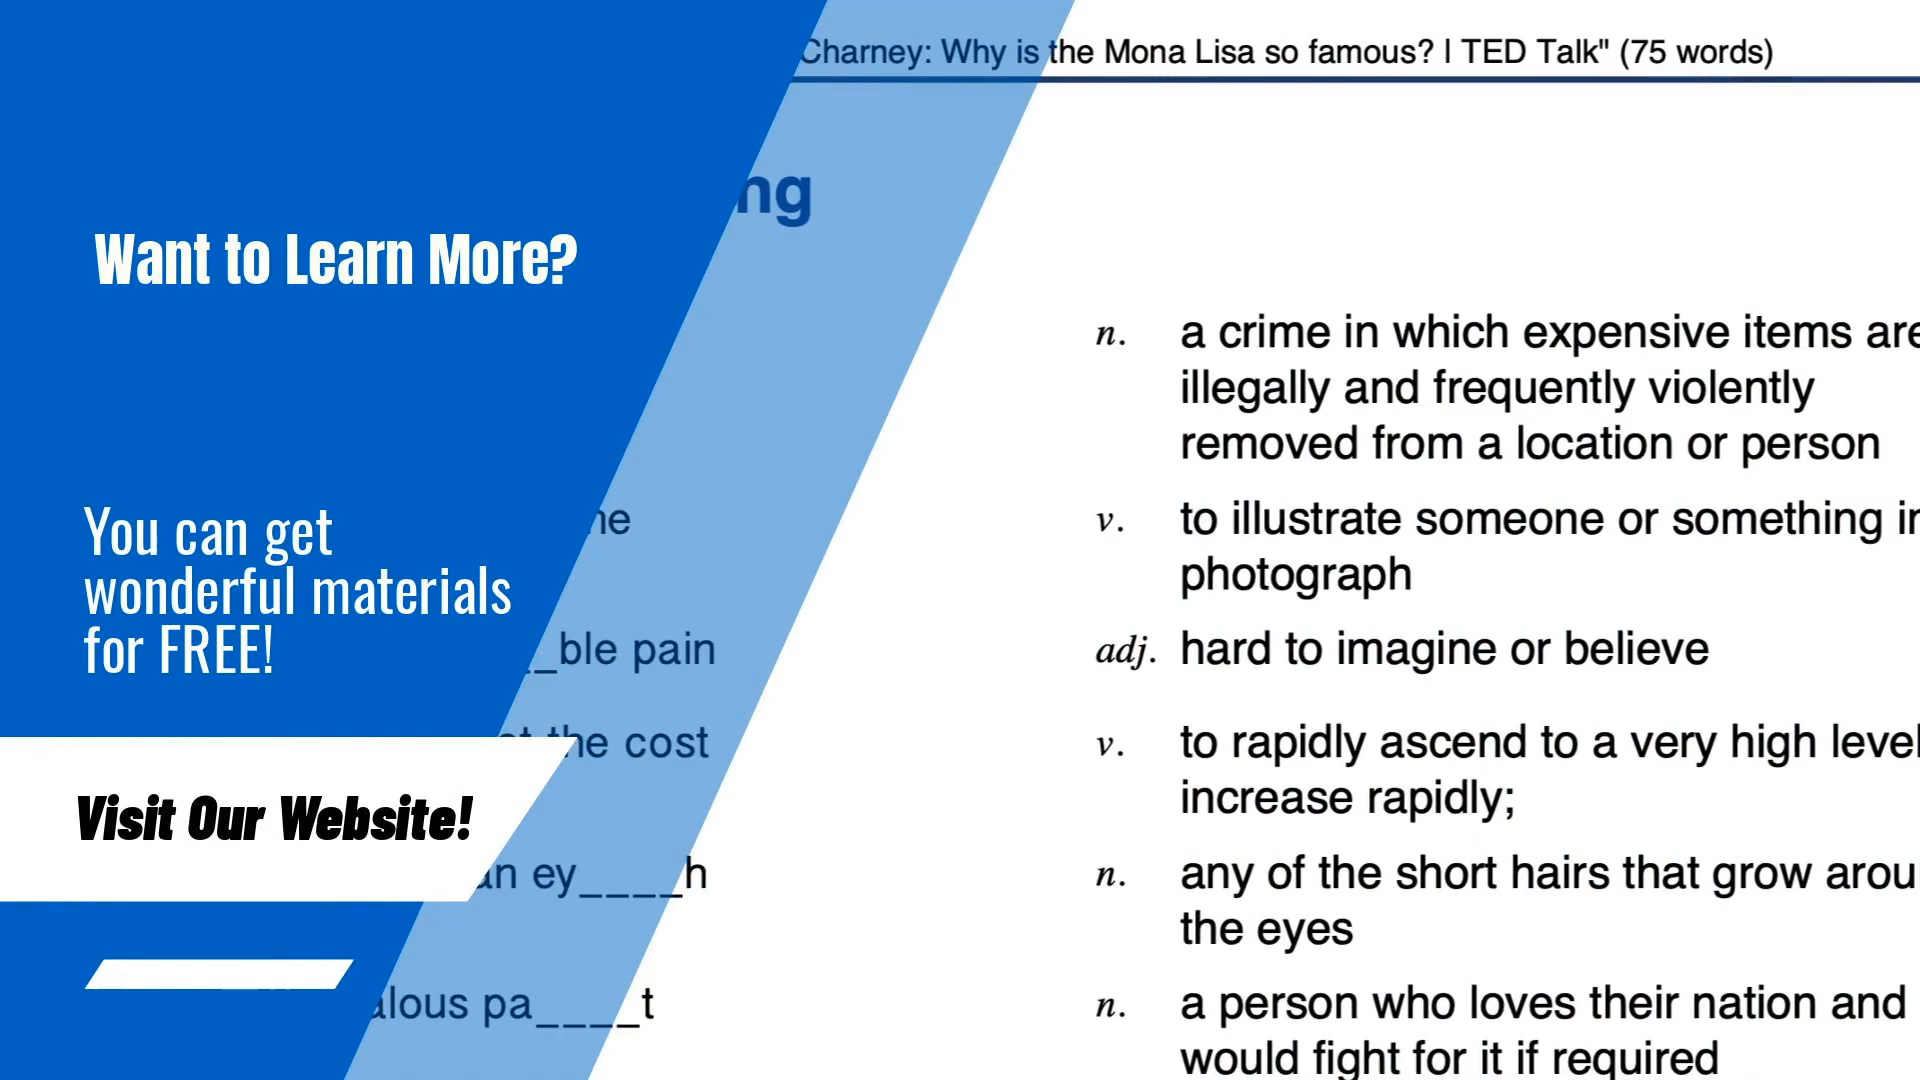 Charney: Why is the Mona Lisa so famous? | TED Talk" (75 words)
ng
Want to Learn More?
n. a crime in which expensive items are
illegally and frequently violently
removed from a location or person
You can get
wonderful materials
for FREE!
v. to illustrate someone or something in
photograph
_ble pain adj. hard to imagine or believe
the cost v. to rapidly ascend to a very high level
increase rapidly;
Visit Our Website!
an ey____h n. any of the short hairs that grow arou
the eyes
alous pa____t n. a person who loves their nation and
would fight for it if required